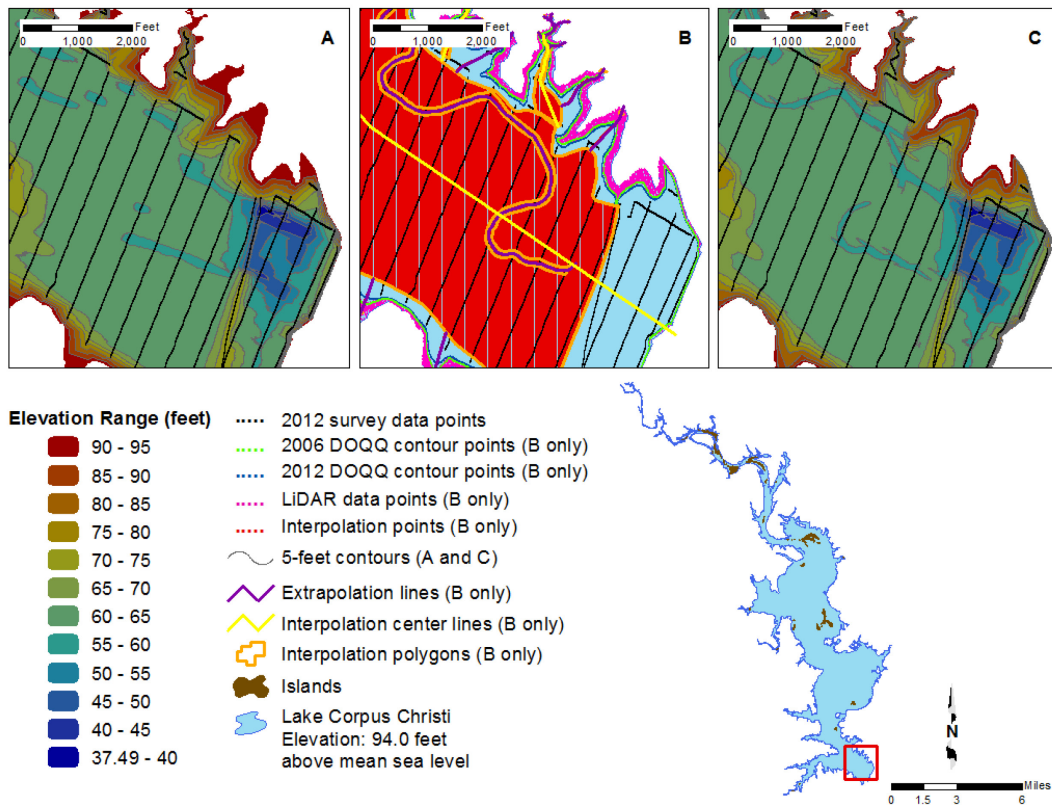 Feet
0 1,000 2,000
A
Feet
0 1,000 2,000
B
Feet
0 1,000 2,000
C
Elevation Range (feet)
90 - 95
85 - 90
80 - 85
75 - 80
70 - 75
65 - 70
60 - 65
55 - 60
50 - 55
45 - 50
40 - 45
37.49 - 40
2012 survey data points
2006 DOQQ contour points (B only)
2012 DOQQ contour points (B only)
LiDAR data points (B only)
Interpolation points (B only)
5-feet contours (A and C)
Extrapolation lines (B only)
Interpolation center lines (B only)
Interpolation polygons (B only)
Islands
Lake Corpus Christi
Elevation: 94.0 feet
above mean sea level
N
Miles
0 1.5 3 6